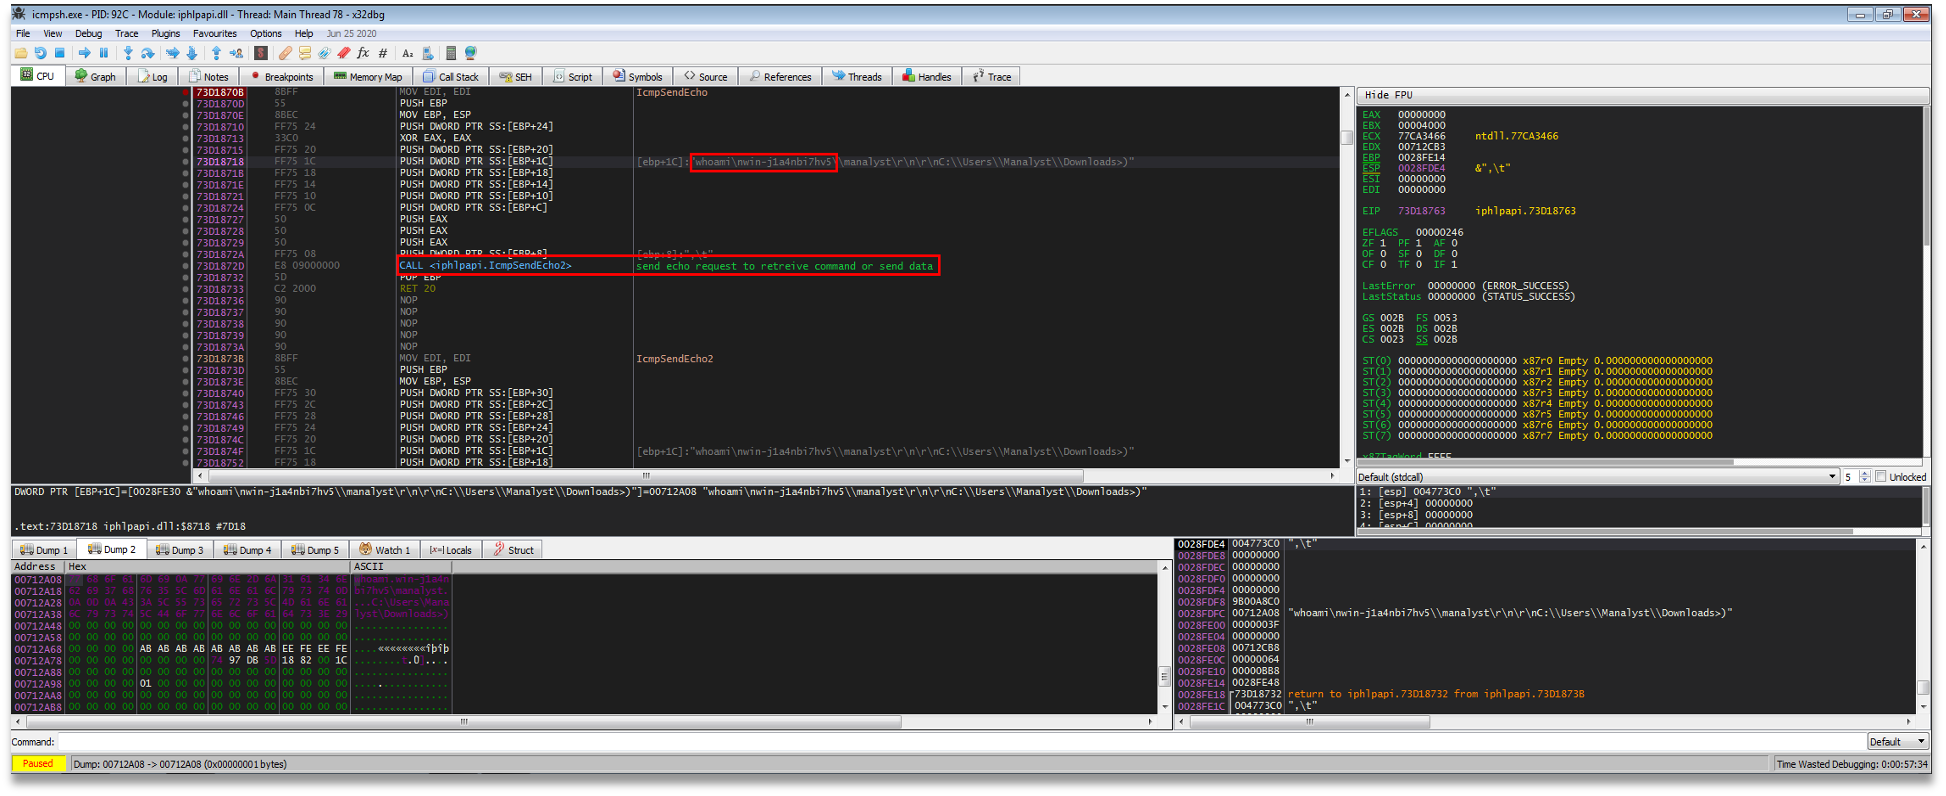 icmpsh.exe - PID: 92C - Module: iphlpapi.dll - Thread: Main Thread 78 - x32dbg
File View Debug Trace Plugins Favourites Options Help Jun 25 2020
CPU Graph Log Notes Breakpoints Memory Map Call Stack SEH Script Symbols Source References Threads Handles Trace
73D1870B 8BFF MOV EDI, EDI IcmpSendEcho
73D1870D 55 PUSH EBP
73D1870E 8BEC MOV EBP, ESP
73D18710 FF75 24 PUSH DWORD PTR SS:[EBP+24]
73D18713 33C0 XOR EAX, EAX
73D18715 FF75 20 PUSH DWORD PTR SS:[EBP+20]
73D18718 FF75 1C PUSH DWORD PTR SS:[EBP+1C] [ebp+1C]:"whoami\nwin-j1a4nbi7hv5\\manalyst\r\n\r\nC:\\Users\\Manalyst\\Downloads>)"
73D1871B FF75 18 PUSH DWORD PTR SS:[EBP+18]
73D1871E FF75 14 PUSH DWORD PTR SS:[EBP+14]
73D18721 FF75 10 PUSH DWORD PTR SS:[EBP+10]
73D18724 FF75 0C PUSH DWORD PTR SS:[EBP+C]
73D18727 50 PUSH EAX
73D18728 50 PUSH EAX
73D18729 50 PUSH EAX
73D1872A FF75 08 PUSH DWORD PTR SS:[EBP+8] [ebp+8]:",\t"
73D1872D E8 09000000 CALL <iphlpapi.IcmpSendEcho2> send echo request to retreive command or send data
73D18732 5D POP EBP
73D18733 C2 2000 RET 20
73D18736 90 NOP
73D18737 90 NOP
73D18738 90 NOP
73D18739 90 NOP
73D1873A 90 NOP
73D1873B 8BFF MOV EDI, EDI IcmpSendEcho2
73D1873D 55 PUSH EBP
73D1873E 8BEC MOV EBP, ESP
73D18740 FF75 30 PUSH DWORD PTR SS:[EBP+30]
73D18743 FF75 2C PUSH DWORD PTR SS:[EBP+2C]
73D18746 FF75 28 PUSH DWORD PTR SS:[EBP+28]
73D18749 FF75 24 PUSH DWORD PTR SS:[EBP+24]
73D1874C FF75 20 PUSH DWORD PTR SS:[EBP+20]
73D1874F FF75 1C PUSH DWORD PTR SS:[EBP+1C] [ebp+1C]:"whoami\nwin-j1a4nbi7hv5\\manalyst\r\n\r\nC:\\Users\\Manalyst\\Downloads>)"
73D18752 FF75 18 PUSH DWORD PTR SS:[EBP+18]
Hide FPU
EAX 00000000
EBX 00004000
ECX 77CA3466 ntdll.77CA3466
EDX 00712CB3
EBP 0028FE14
ESP 0028FDE4 &",\t"
ESI 00000000
EDI 00000000
EIP 73D18763 iphlpapi.73D18763
EFLAGS 00000246
ZF 1 PF 1 AF 0
OF 0 SF 0 DF 0
CF 0 TF 0 IF 1
LastError 00000000 (ERROR_SUCCESS)
LastStatus 00000000 (STATUS_SUCCESS)
GS 002B FS 0053
ES 002B DS 002B
CS 0023 SS 002B
ST(0) 00000000000000000000 x87r0 Empty 0.000000000000000000
ST(1) 00000000000000000000 x87r1 Empty 0.000000000000000000
ST(2) 00000000000000000000 x87r2 Empty 0.000000000000000000
ST(3) 00000000000000000000 x87r3 Empty 0.000000000000000000
ST(4) 00000000000000000000 x87r4 Empty 0.000000000000000000
ST(5) 00000000000000000000 x87r5 Empty 0.000000000000000000
ST(6) 00000000000000000000 x87r6 Empty 0.000000000000000000
ST(7) 00000000000000000000 x87r7 Empty 0.000000000000000000
x87TagWord FFFF
Default (stdcall) 5 Unlocked
1: [esp] 004773C0 ",\t"
2: [esp+4] 00000000
3: [esp+8] 00000000
4: [esp+C] 00000000
DWORD PTR [EBP+1C]=[0028FE30 &"whoami\nwin-j1a4nbi7hv5\\manalyst\r\n\r\nC:\\Users\\Manalyst\\Downloads>)"]=00712A08 "whoami\nwin-j1a4nbi7hv5\\manalyst\r\n\r\nC:\\Users\\Manalyst\\Downloads>)"
.text:73D18718 iphlpapi.dll:$8718 #7D18
Dump 1 Dump 2 Dump 3 Dump 4 Dump 5 Watch 1 [x=] Locals Struct
Address Hex ASCII
00712A08 68 6F 61 6D 69 0A 77 69 6E 2D 6A 31 61 34 6E hoami.win-j1a4n
00712A18 62 69 37 68 76 35 5C 6D 61 6E 61 6C 79 73 74 0D bi7hv5\manalyst.
00712A28 0A 0D 0A 43 3A 5C 55 73 65 72 73 5C 4D 61 6E 61 ...C:\Users\Mana
00712A38 6C 79 73 74 5C 44 6F 77 6E 6C 6F 61 64 73 3E 29 lyst\Downloads>)
00712A48 00 00 00 00 00 00 00 00 00 00 00 00 00 00 00 00 ................
00712A58 00 00 00 00 00 00 00 00 00 00 00 00 00 00 00 00 ................
00712A68 00 00 00 00 AB AB AB AB AB AB AB AB EE FE EE FE ....««««««««îþîþ
00712A78 00 00 00 00 00 00 00 00 74 97 DB 5D 18 82 00 1C ........t.Û]....
00712A88 00 00 00 00 00 00 00 00 00 00 00 00 00 00 00 00 ................
00712A98 00 00 00 00 01 00 00 00 00 00 00 00 00 00 00 00 ................
00712AA8 00 00 00 00 00 00 00 00 00 00 00 00 00 00 00 00 ................
00712AB8 00 00 00 00 00 00 00 00 00 00 00 00 00 00 00 00 ................
0028FDE4 004773C0 ",\t"
0028FDE8 00000000
0028FDEC 00000000
0028FDF0 00000000
0028FDF4 00000000
0028FDF8 9B00A8C0
0028FDFC 00712A08 "whoami\nwin-j1a4nbi7hv5\\manalyst\r\n\r\nC:\\Users\\Manalyst\\Downloads>)"
0028FE00 0000003F
0028FE04 00000000
0028FE08 00712CB8
0028FE0C 00000064
0028FE10 00000BB8
0028FE14 0028FE48
0028FE18 73D18732 return to iphlpapi.73D18732 from iphlpapi.73D1873B
0028FE1C 004773C0 ",\t"
Command: Default
Paused Dump: 00712A08 -> 00712A08 (0x00000001 bytes) Time Wasted Debugging: 0:00:57:34